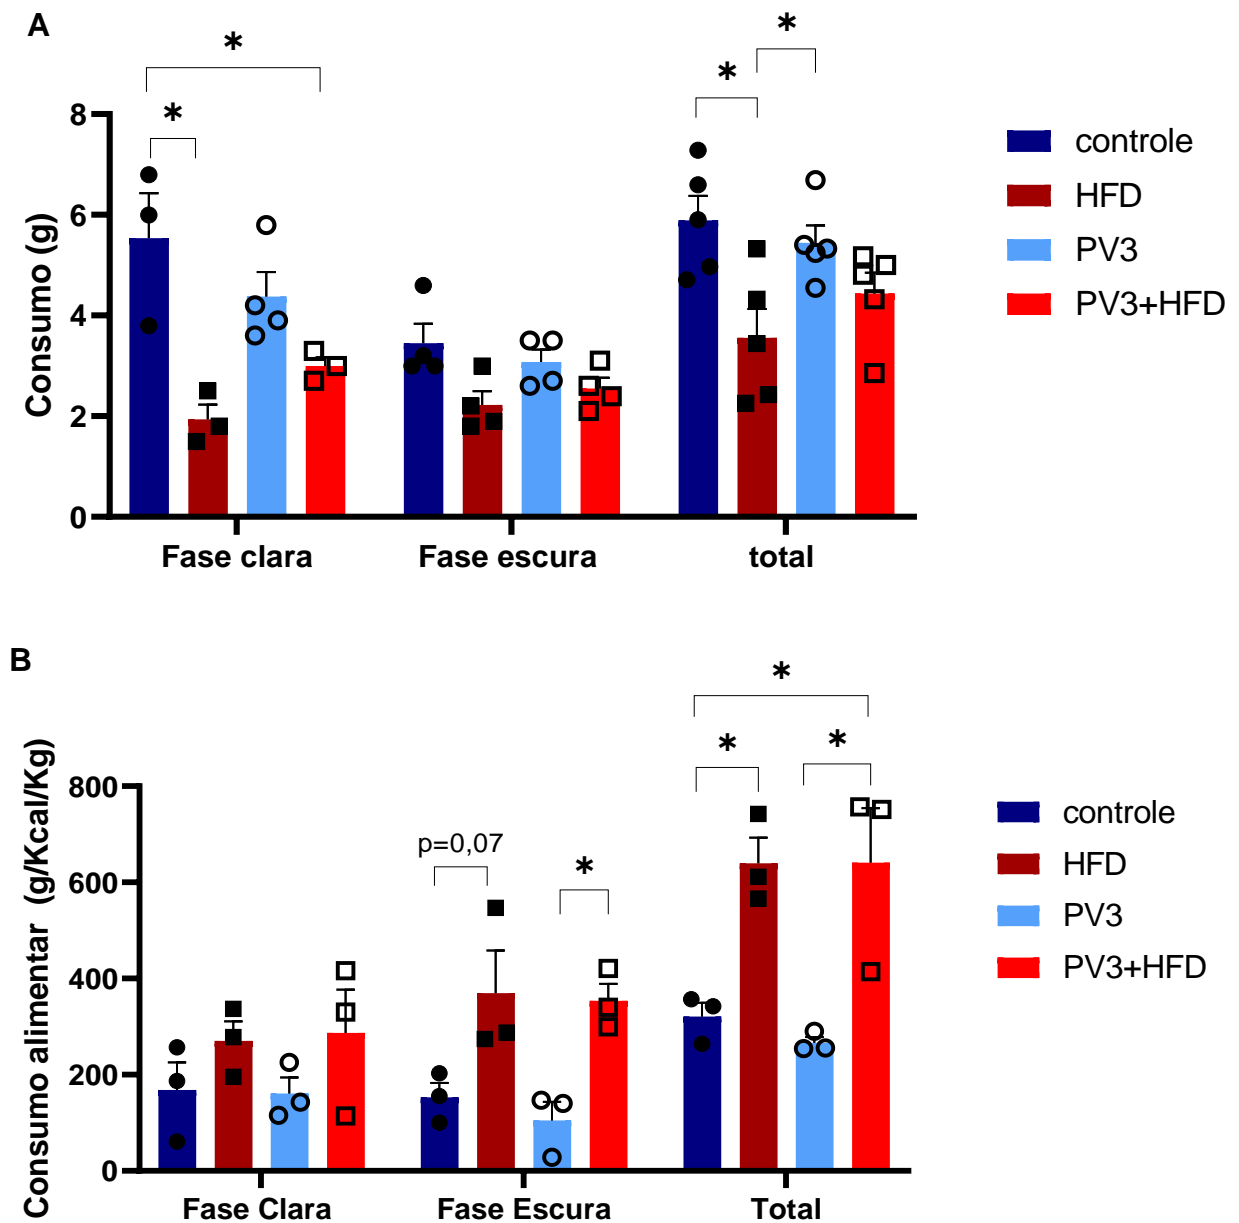 A
*
*
*
*
8
6
4
2
0
Consumo (g)
Fase clara
Fase escura
total
controle
HFD
PV3
PV3+HFD
B
*
*
*
p=0,07
*
800
600
400
200
0
Consumo alimentar (g/Kcal/Kg)
Fase Clara
Fase Escura
Total
controle
HFD
PV3
PV3+HFD